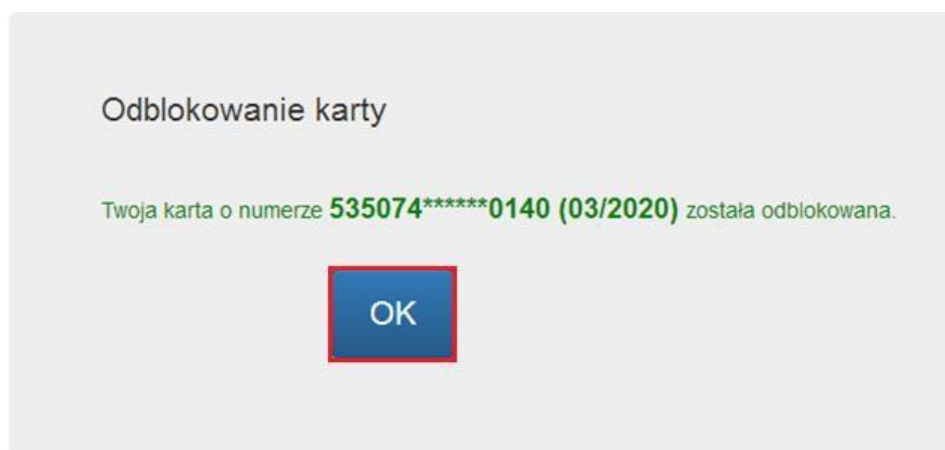 Odblokowanie karty
Twoja karta o numerze 535074******0140 (03/2020) została odblokowana.
OK